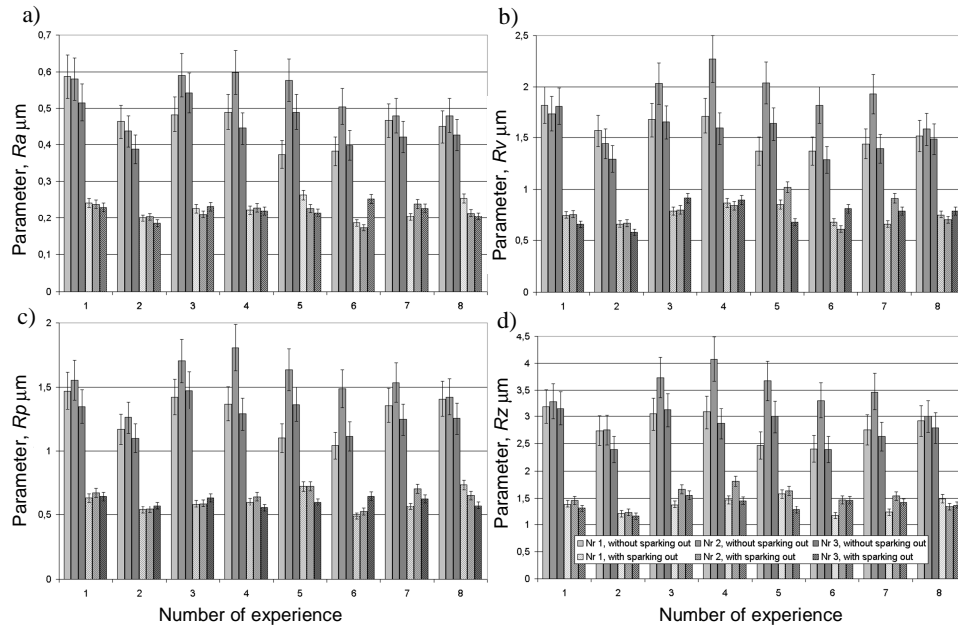 a)
Parameter, Ra µm
0,7
0,6
0,5
0,4
0,3
0,2
0,1
0
1 2 3 4 5 6 7 8
b)
Parameter, Rv µm
2,5
2
1,5
1
0,5
0
1 2 3 4 5 6 7 8
c)
Parameter, Rp µm
2
1,5
1
0,5
0
1 2 3 4 5 6 7 8
Number of experience
d)
Parameter, Rz µm
4,5
4
3,5
3
2,5
2
1,5
1
0,5
0
Nr 1, without sparking out Nr 2, without sparking out Nr 3, without sparking out
Nr 1, with sparking out Nr 2, with sparking out Nr 3, with sparking out
1 2 3 4 5 6 7 8
Number of experience